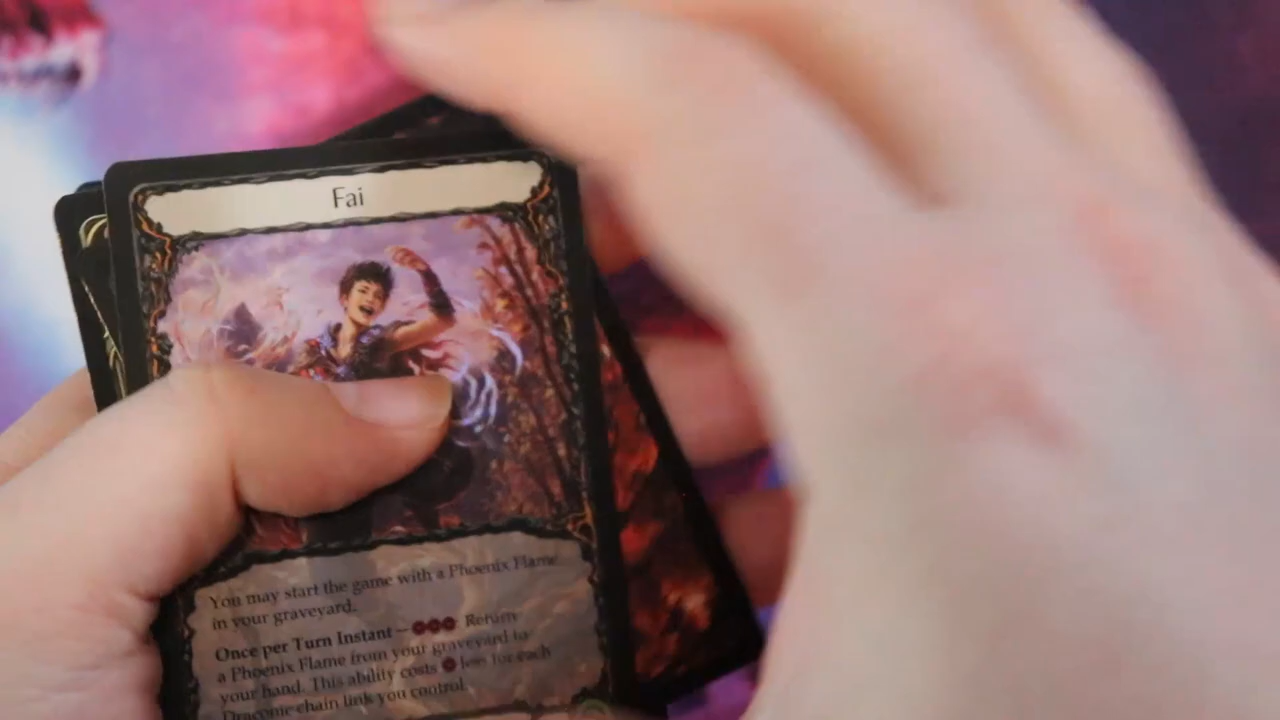 Fai
You may start the game with a Phoenix Flame
in your graveyard.
Once per Turn Instant – Return
a Phoenix Flame from your graveyard to
your hand. This ability costs less for each
Draconic chain link you control.